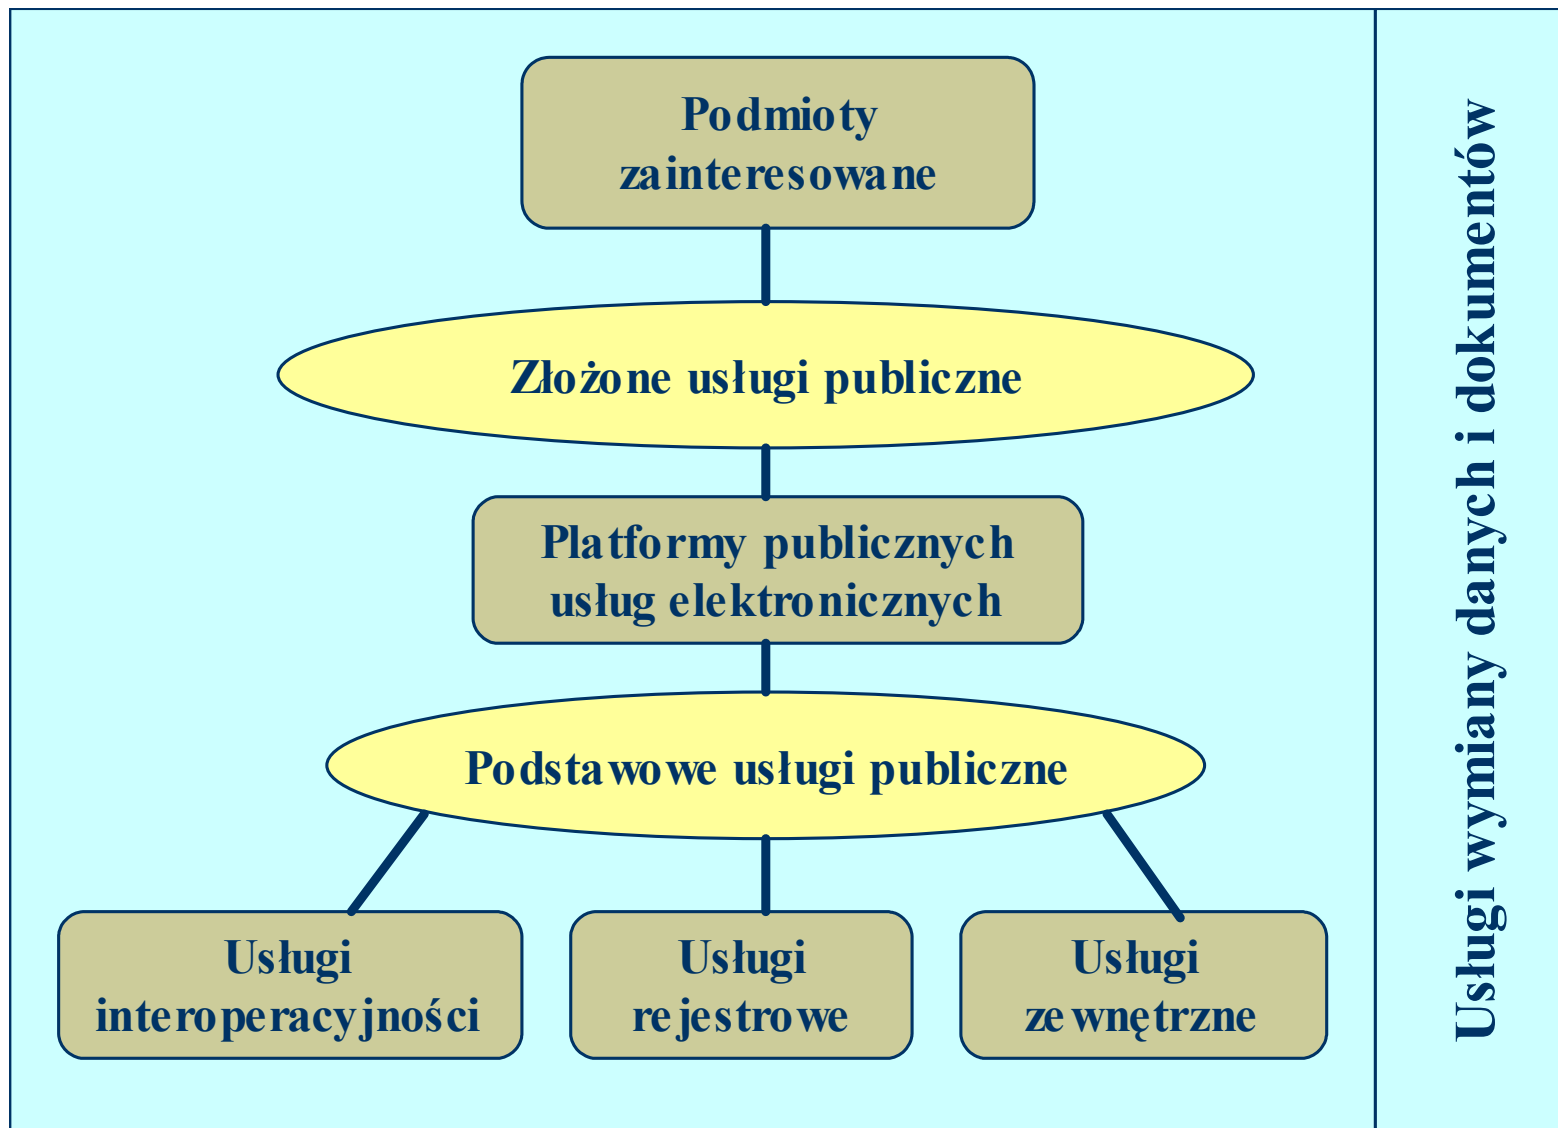 Podmioty
zainteresowane
Złożone usługi publiczne
Platformy publicznych
usług elektronicznych
Podstawowe usługi publiczne
Usługi
interoperacyjności
Usługi
rejestrowe
Usługi
zewnętrzne
Usługi wymiany danych i dokumentów